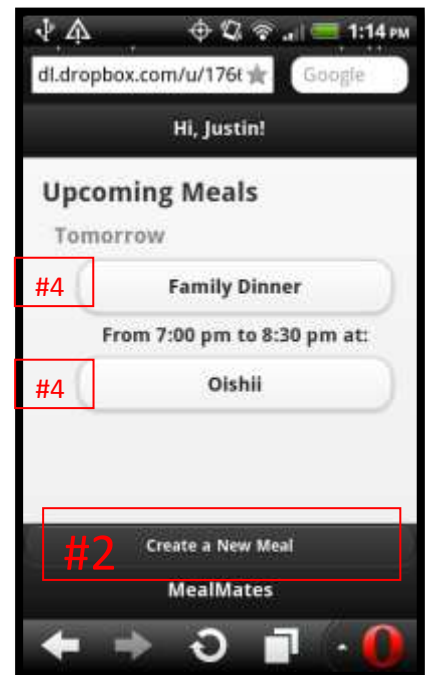 1:14 PM
dl.dropbox.com/u/176t Google
Hi, Justin!
Upcoming Meals
Tomorrow
#4 Family Dinner
From 7:00 pm to 8:30 pm at:
#4 Oishii
#2 Create a New Meal
MealMates